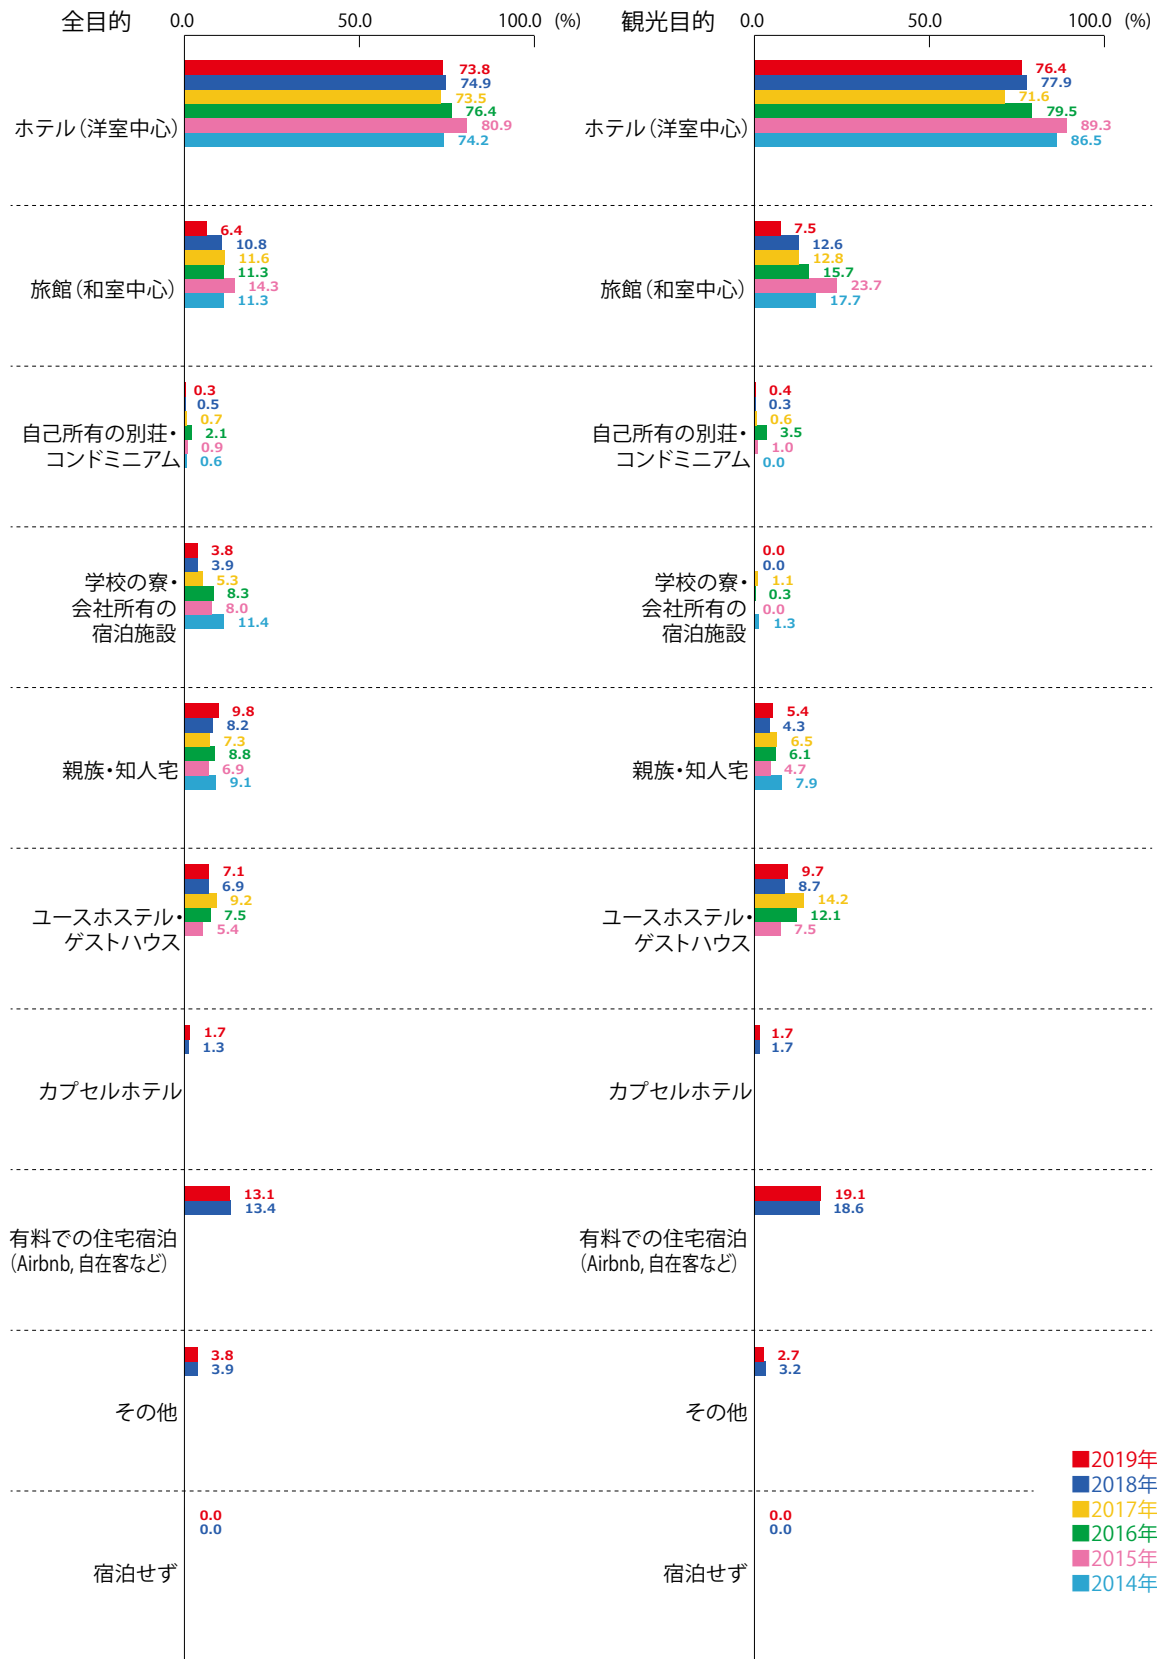 全目的
0.0 50.0 100.0 (%)
ホテル（洋室中心）
73.8
74.9
73.5
76.4
80.9
74.2
旅館（和室中心）
6.4
10.8
11.6
11.3
14.3
11.3
自己所有の別荘・
コンドミニアム
0.3
0.5
0.7
2.1
0.9
0.6
学校の寮・
会社所有の
宿泊施設
3.8
3.9
5.3
8.3
8.0
11.4
親族・知人宅
9.8
8.2
7.3
8.8
6.9
9.1
ユースホステル・
ゲストハウス
7.1
6.9
9.2
7.5
5.4
カプセルホテル
1.7
1.3
有料での住宅宿泊
（Airbnb, 自在客など）
13.1
13.4
その他
3.8
3.9
宿泊せず
0.0
0.0
観光目的
0.0 50.0 100.0 (%)
ホテル（洋室中心）
76.4
77.9
71.6
79.5
89.3
86.5
旅館（和室中心）
7.5
12.6
12.8
15.7
23.7
17.7
自己所有の別荘・
コンドミニアム
0.4
0.3
0.6
3.5
1.0
0.0
学校の寮・
会社所有の
宿泊施設
0.0
0.0
1.1
0.3
0.0
1.3
親族・知人宅
5.4
4.3
6.5
6.1
4.7
7.9
ユースホステル・
ゲストハウス
9.7
8.7
14.2
12.1
7.5
カプセルホテル
1.7
1.7
有料での住宅宿泊
（Airbnb, 自在客など）
19.1
18.6
その他
2.7
3.2
宿泊せず
0.0
0.0
2019年
2018年
2017年
2016年
2015年
2014年